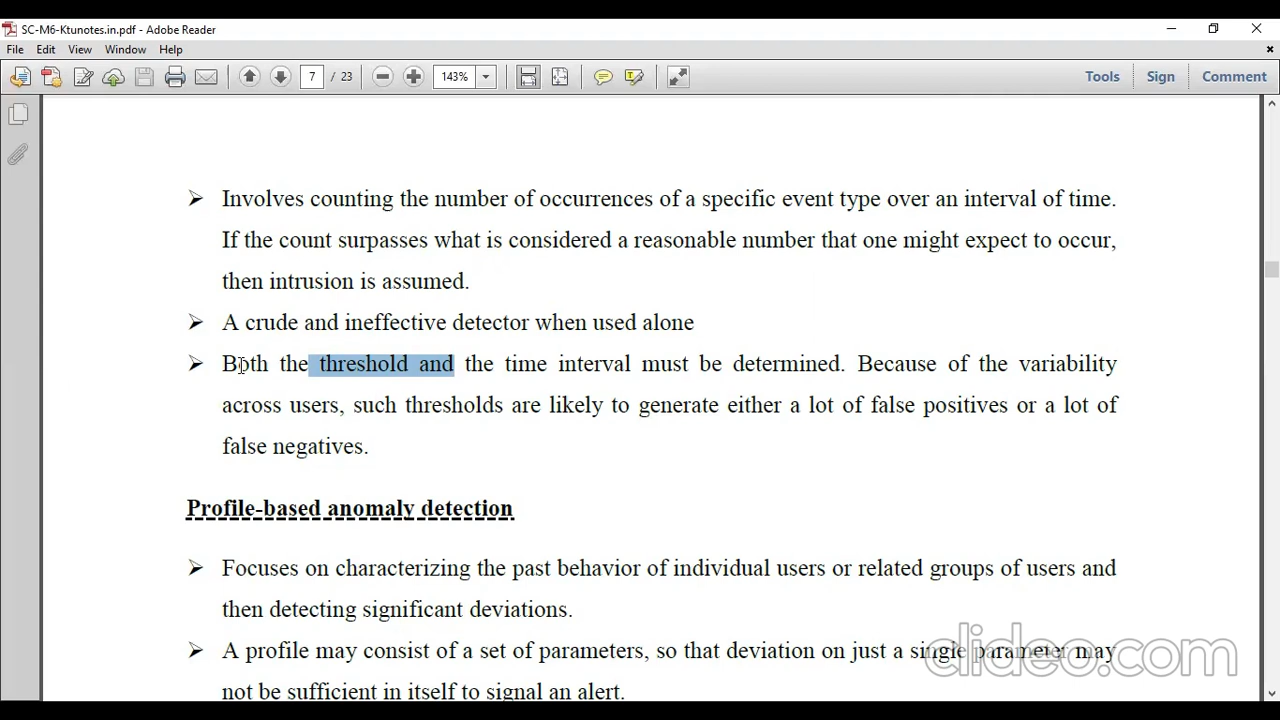 SC-M6-Ktunotes.in.pdf - Adobe Reader
File Edit View Window Help
7 / 23 143% Tools Sign Comment
➢ Involves counting the number of occurrences of a specific event type over an interval of time.
If the count surpasses what is considered a reasonable number that one might expect to occur,
then intrusion is assumed.
➢ A crude and ineffective detector when used alone
➢ Both the threshold and the time interval must be determined. Because of the variability
across users, such thresholds are likely to generate either a lot of false positives or a lot of
false negatives.
Profile-based anomaly detection
➢ Focuses on characterizing the past behavior of individual users or related groups of users and
then detecting significant deviations.
➢ A profile may consist of a set of parameters, so that deviation on just a single parameter may
not be sufficient in itself to signal an alert.
clideo.com